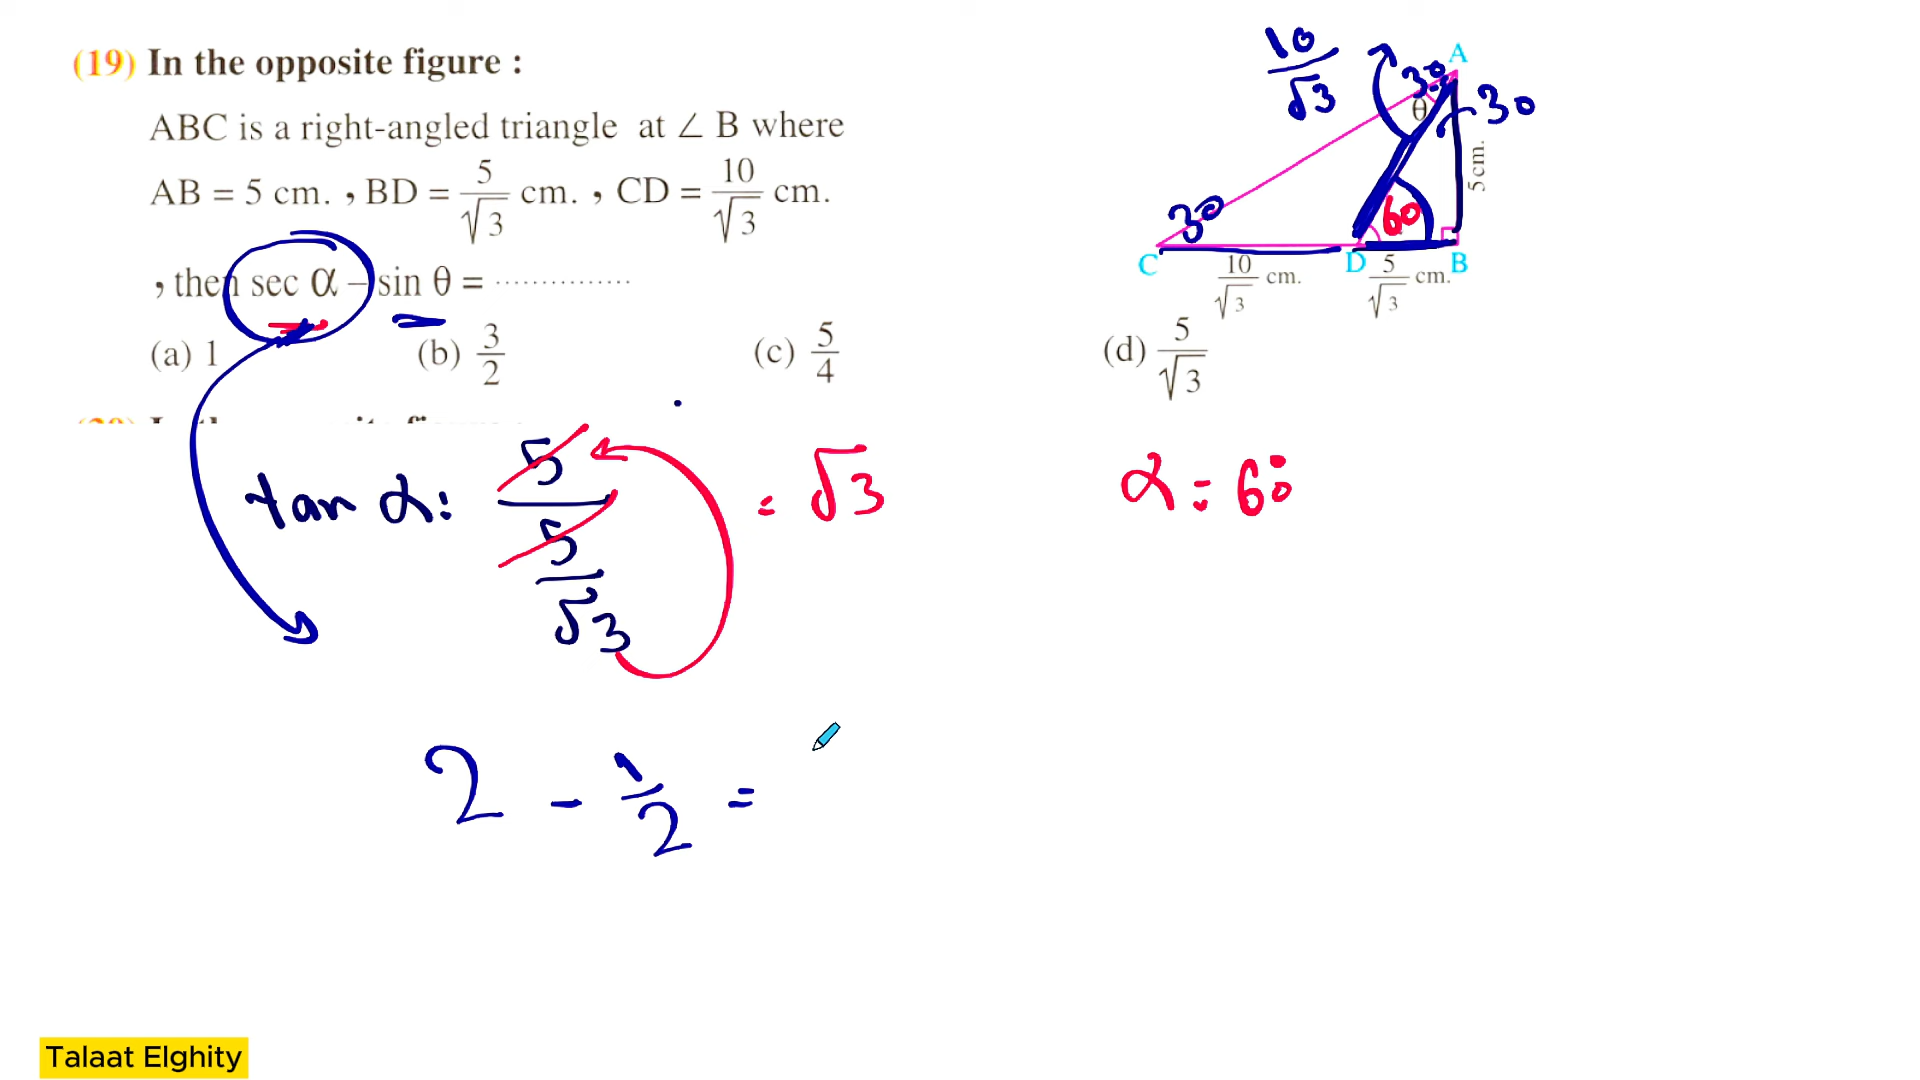 (19) In the opposite figure :
ABC is a right-angled triangle at ∠ B where
AB = 5 cm. , BD = 5/√3 cm. , CD = 10/√3 cm.
, then sec α – sin θ = ...............
(a) 1 (b) 3/2 (c) 5/4 (d) 5/√3
10/√3
A
30
θ
30
5 cm.
30
60
C
10/√3 cm.
D
5/√3 cm.
B
tan α = 5 / (5/√3) = √3
α = 60°
2 - 1/2 =
Talaat Elghity